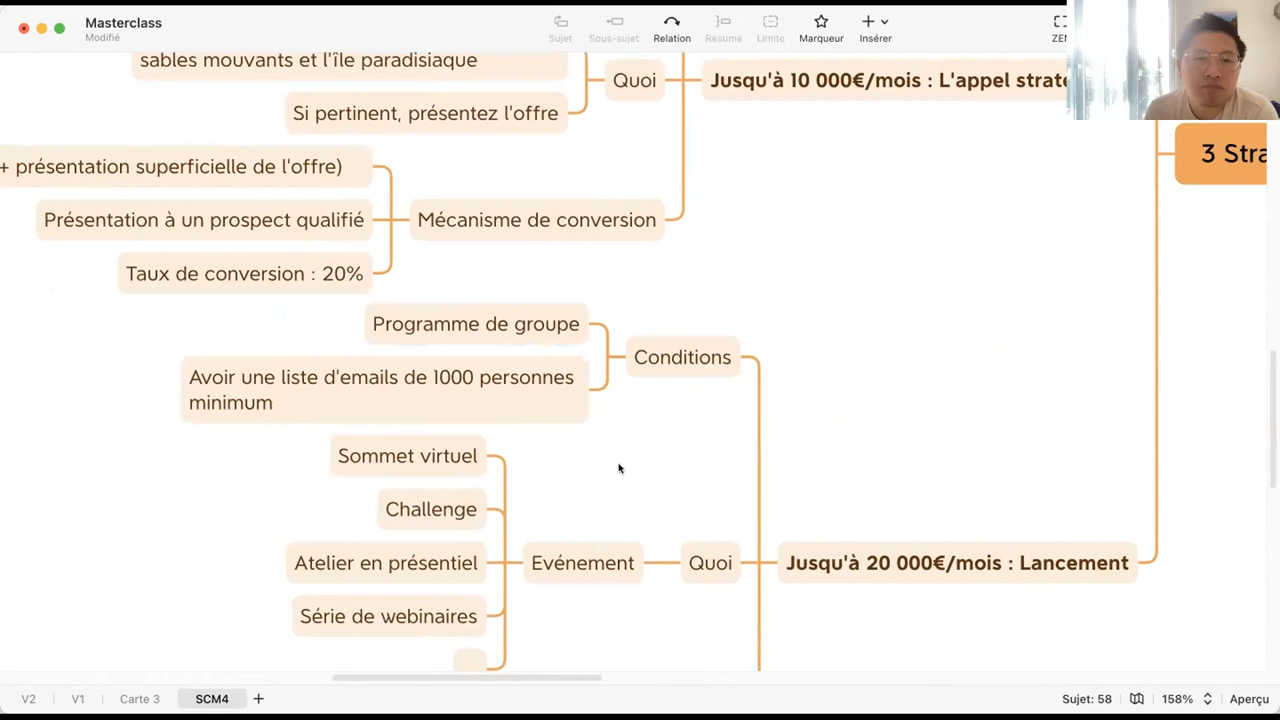 Masterclass
Modifié
Sujet
Sous-sujet
Relation
Résumé
Limite
Marqueur
Insérer
ZEN
sables mouvants et l'île paradisiaque
Quoi
Jusqu'à 10 000€/mois : L'appel strate
Si pertinent, présentez l'offre
3 Stra
+ présentation superficielle de l'offre)
Présentation à un prospect qualifié
Mécanisme de conversion
Taux de conversion : 20%
Programme de groupe
Conditions
Avoir une liste d'emails de 1000 personnes
minimum
Sommet virtuel
Challenge
Atelier en présentiel
Evénement
Quoi
Jusqu'à 20 000€/mois : Lancement
Série de webinaires
V2
V1
Carte 3
SCM4
Sujet: 58
158%
Aperçu